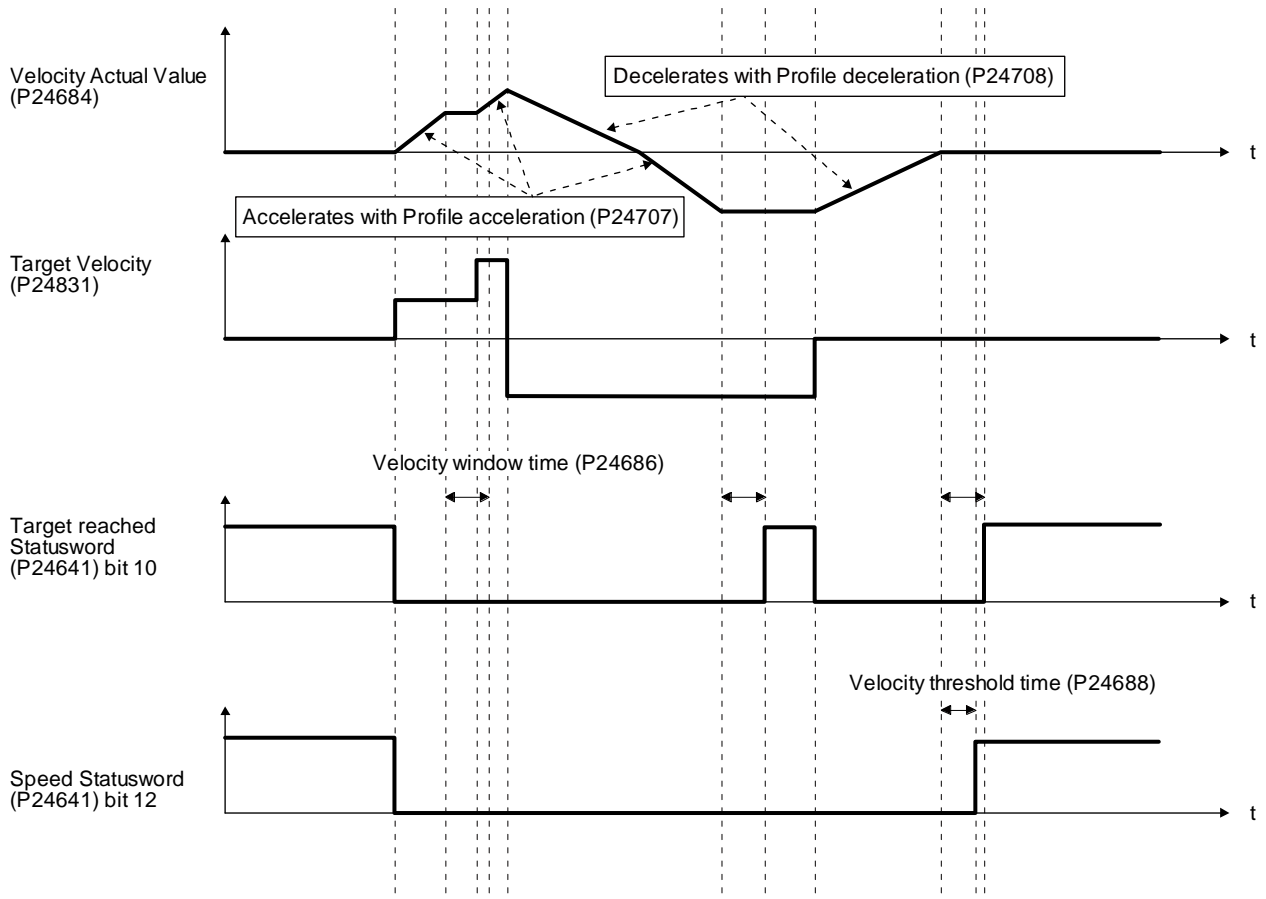 Velocity Actual Value
(P24684)
Decelerates with Profile deceleration (P24708)
t
Accelerates with Profile acceleration (P24707)
Target Velocity
(P24831)
t
Velocity window time (P24686)
Target reached
Statusword
(P24641) bit 10
t
Velocity threshold time (P24688)
Speed Statusword
(P24641) bit 12
t